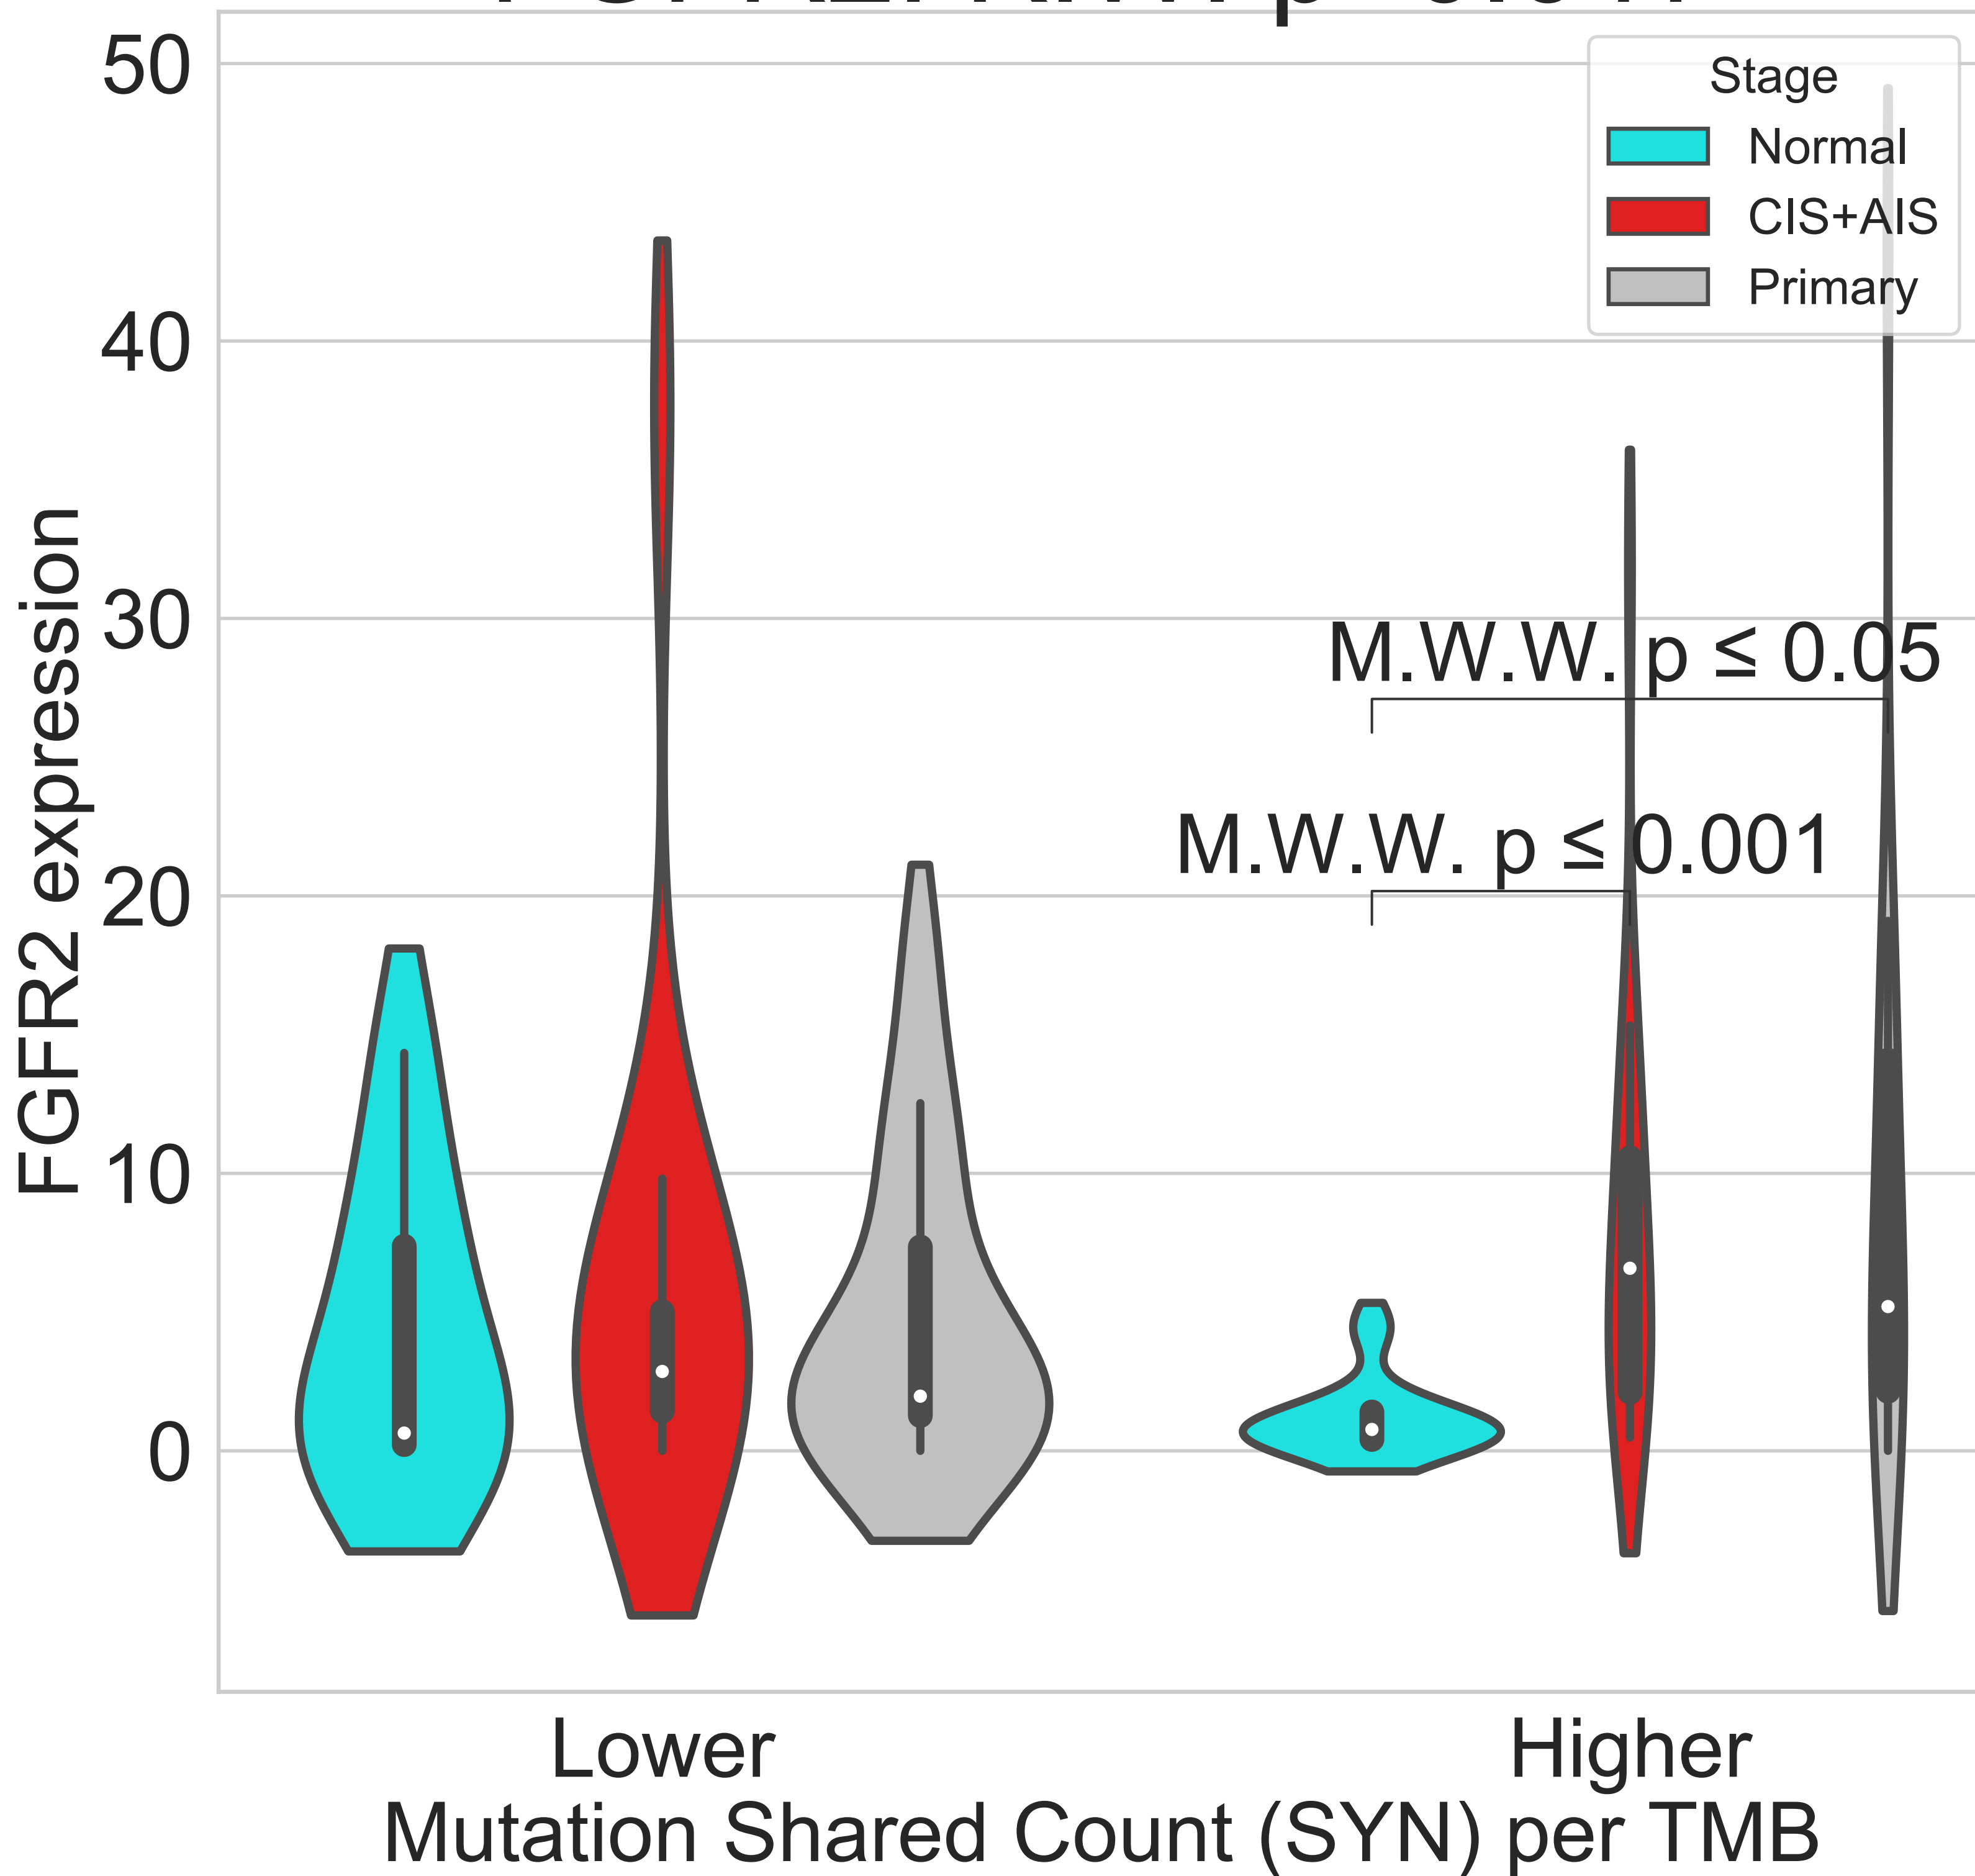 50
Stage
Normal
CIS+AIS
Primary
40
30
20
10
0
FGFR2 expression
M.W.W. p ≤ 0.05
M.W.W. p ≤ 0.001
Lower
Higher
Mutation Shared Count (SYN) per TMB